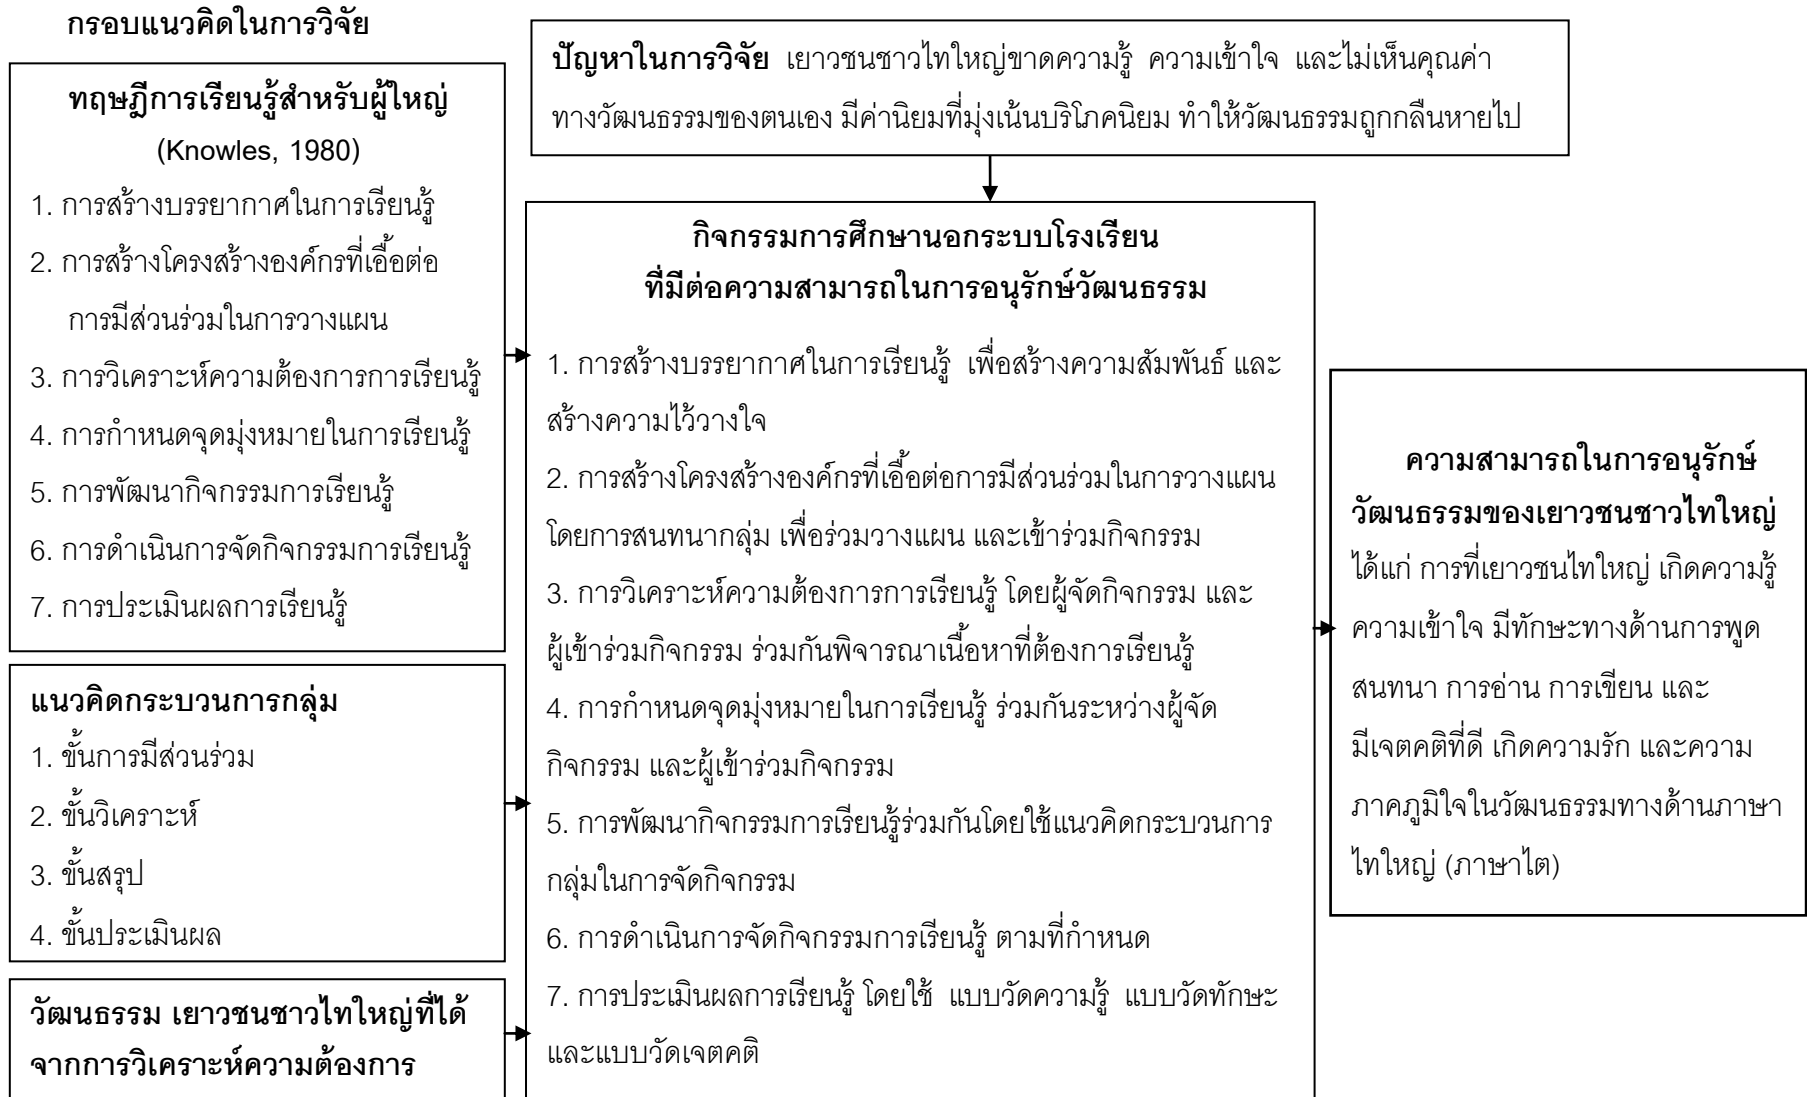 กรอบแนวคิดในการวิจัย
ปัญหาในการวิจัย เยาวชนชาวไทใหญ่ขาดความรู้ ความเข้าใจ และไม่เห็นคุณค่า
ทางวัฒนธรรมของตนเอง มีค่านิยมที่มุ่งเน้นบริโภคนิยม ทำให้วัฒนธรรมถูกกลืนหายไป
ทฤษฎีการเรียนรู้สำหรับผู้ใหญ่
(Knowles, 1980)
1. การสร้างบรรยากาศในการเรียนรู้
2. การสร้างโครงสร้างองค์กรที่เอื้อต่อ
การมีส่วนร่วมในการวางแผน
3. การวิเคราะห์ความต้องการการเรียนรู้
4. การกำหนดจุดมุ่งหมายในการเรียนรู้
5. การพัฒนากิจกรรมการเรียนรู้
6. การดำเนินการจัดกิจกรรมการเรียนรู้
7. การประเมินผลการเรียนรู้
แนวคิดกระบวนการกลุ่ม
1. ขั้นการมีส่วนร่วม
2. ขั้นวิเคราะห์
3. ขั้นสรุป
4. ขั้นประเมินผล
วัฒนธรรม เยาวชนชาวไทใหญ่ที่ได้
จากการวิเคราะห์ความต้องการ
กิจกรรมการศึกษานอกระบบโรงเรียน
ที่มีต่อความสามารถในการอนุรักษ์วัฒนธรรม
1. การสร้างบรรยากาศในการเรียนรู้ เพื่อสร้างความสัมพันธ์ และ
สร้างความไว้วางใจ
2. การสร้างโครงสร้างองค์กรที่เอื้อต่อการมีส่วนร่วมในการวางแผน
โดยการสนทนากลุ่ม เพื่อร่วมวางแผน และเข้าร่วมกิจกรรม
3. การวิเคราะห์ความต้องการการเรียนรู้ โดยผู้จัดกิจกรรม และ
ผู้เข้าร่วมกิจกรรม ร่วมกันพิจารณาเนื้อหาที่ต้องการเรียนรู้
4. การกำหนดจุดมุ่งหมายในการเรียนรู้ ร่วมกันระหว่างผู้จัด
กิจกรรม และผู้เข้าร่วมกิจกรรม
5. การพัฒนากิจกรรมการเรียนรู้ร่วมกันโดยใช้แนวคิดกระบวนการ
กลุ่มในการจัดกิจกรรม
6. การดำเนินการจัดกิจกรรมการเรียนรู้ ตามที่กำหนด
7. การประเมินผลการเรียนรู้ โดยใช้ แบบวัดความรู้ แบบวัดทักษะ
และแบบวัดเจตคติ
ความสามารถในการอนุรักษ์
วัฒนธรรมของเยาวชนชาวไทใหญ่
ได้แก่ การที่เยาวชนไทใหญ่ เกิดความรู้
ความเข้าใจ มีทักษะทางด้านการพูด
สนทนา การอ่าน การเขียน และ
มีเจตคติที่ดี เกิดความรัก และความ
ภาคภูมิใจในวัฒนธรรมทางด้านภาษา
ไทใหญ่ (ภาษาไต)